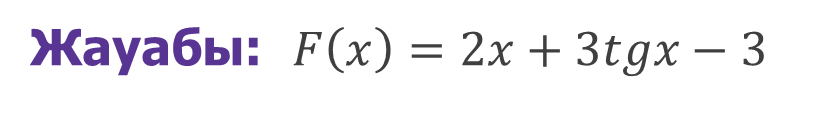 Жауабы: F(x) = 2x + 3tgx − 3